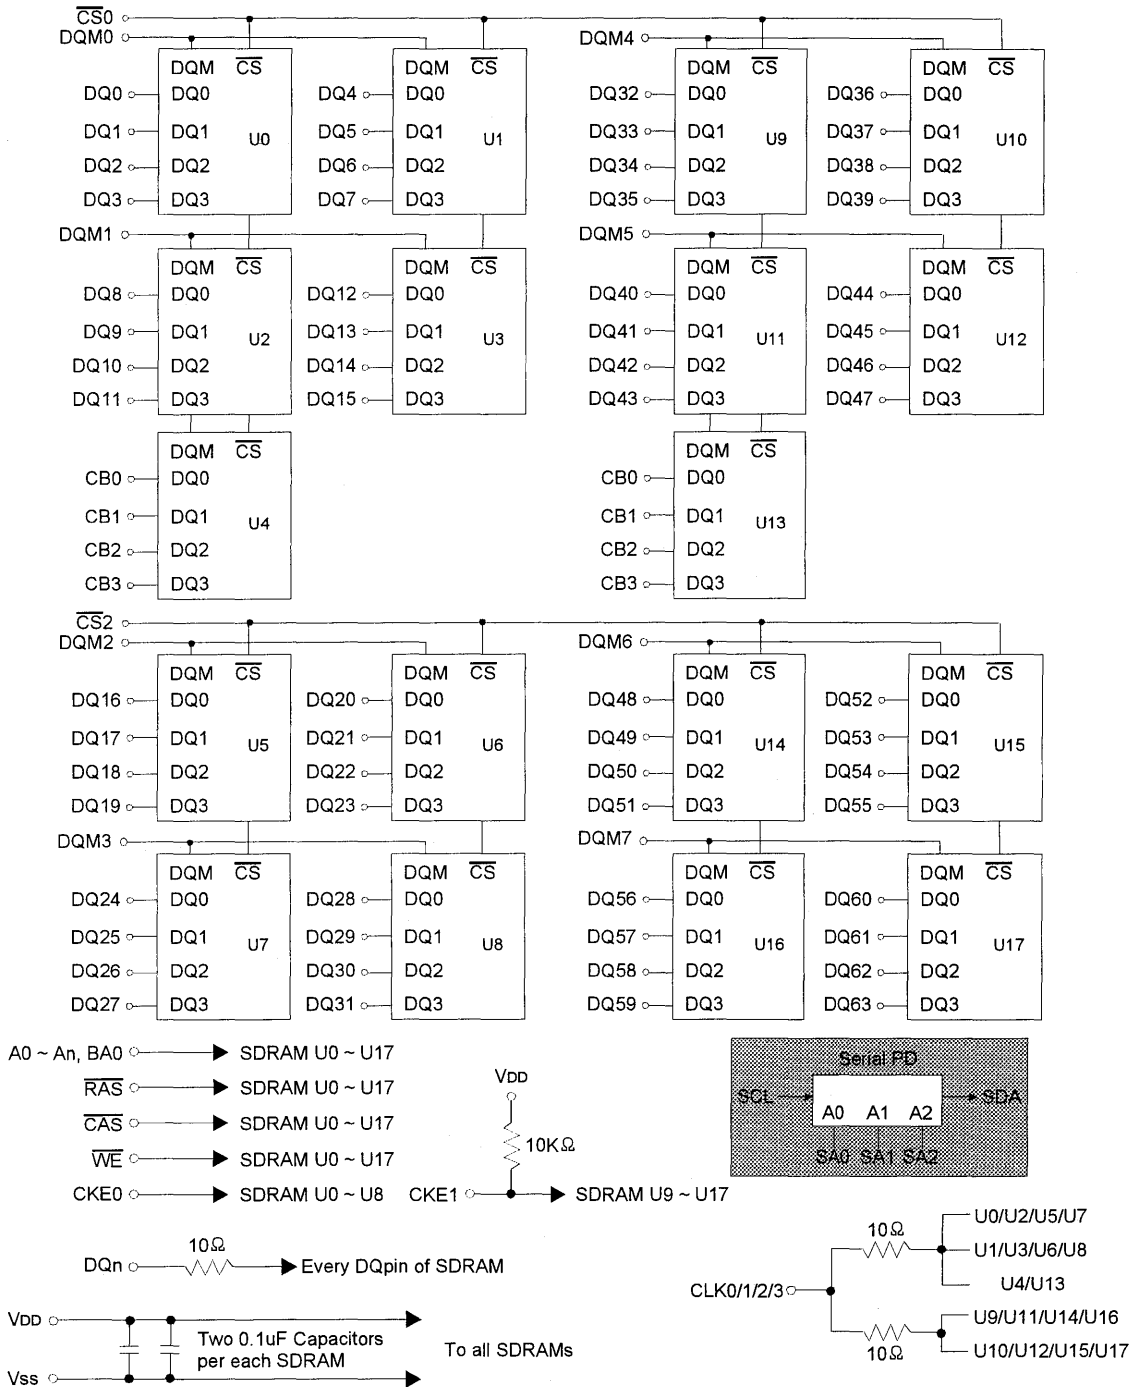 CS0
DQM0 DQM4
DQM CS DQM CS DQM CS DQM CS
DQ0 DQ0 DQ4 DQ0 DQ32 DQ0 DQ36 DQ0
DQ1 DQ1 U0 DQ5 DQ1 U1 DQ33 DQ1 U9 DQ37 DQ1 U10
DQ2 DQ2 DQ6 DQ2 DQ34 DQ2 DQ38 DQ2
DQ3 DQ3 DQ7 DQ3 DQ35 DQ3 DQ39 DQ3
DQM1 DQM5
DQM CS DQM CS DQM CS DQM CS
DQ8 DQ0 DQ12 DQ0 DQ40 DQ0 DQ44 DQ0
DQ9 DQ1 U2 DQ13 DQ1 U3 DQ41 DQ1 U11 DQ45 DQ1 U12
DQ10 DQ2 DQ14 DQ2 DQ42 DQ2 DQ46 DQ2
DQ11 DQ3 DQ15 DQ3 DQ43 DQ3 DQ47 DQ3
DQM CS DQM CS
CB0 DQ0 CB0 DQ0
CB1 DQ1 U4 CB1 DQ1 U13
CB2 DQ2 CB2 DQ2
CB3 DQ3 CB3 DQ3
CS2
DQM2 DQM6
DQM CS DQM CS DQM CS DQM CS
DQ16 DQ0 DQ20 DQ0 DQ48 DQ0 DQ52 DQ0
DQ17 DQ1 U5 DQ21 DQ1 U6 DQ49 DQ1 U14 DQ53 DQ1 U15
DQ18 DQ2 DQ22 DQ2 DQ50 DQ2 DQ54 DQ2
DQ19 DQ3 DQ23 DQ3 DQ51 DQ3 DQ55 DQ3
DQM3 DQM7
DQM CS DQM CS DQM CS DQM CS
DQ24 DQ0 DQ28 DQ0 DQ56 DQ0 DQ60 DQ0
DQ25 DQ1 U7 DQ29 DQ1 U8 DQ57 DQ1 U16 DQ61 DQ1 U17
DQ26 DQ2 DQ30 DQ2 DQ58 DQ2 DQ62 DQ2
DQ27 DQ3 DQ31 DQ3 DQ59 DQ3 DQ63 DQ3
A0 ~ An, BA0 SDRAM U0 ~ U17
RAS SDRAM U0 ~ U17
CAS SDRAM U0 ~ U17
WE SDRAM U0 ~ U17
CKE0 SDRAM U0 ~ U8
VDD
10KΩ
CKE1 SDRAM U9 ~ U17
Serial PD
SCL SDA
A0 A1 A2
SA0 SA1 SA2
10Ω
DQn Every DQpin of SDRAM
VDD
Two 0.1uF Capacitors
per each SDRAM
To all SDRAMs
Vss
CLK0/1/2/3
10Ω
U0/U2/U5/U7
U1/U3/U6/U8
U4/U13
10Ω
U9/U11/U14/U16
U10/U12/U15/U17